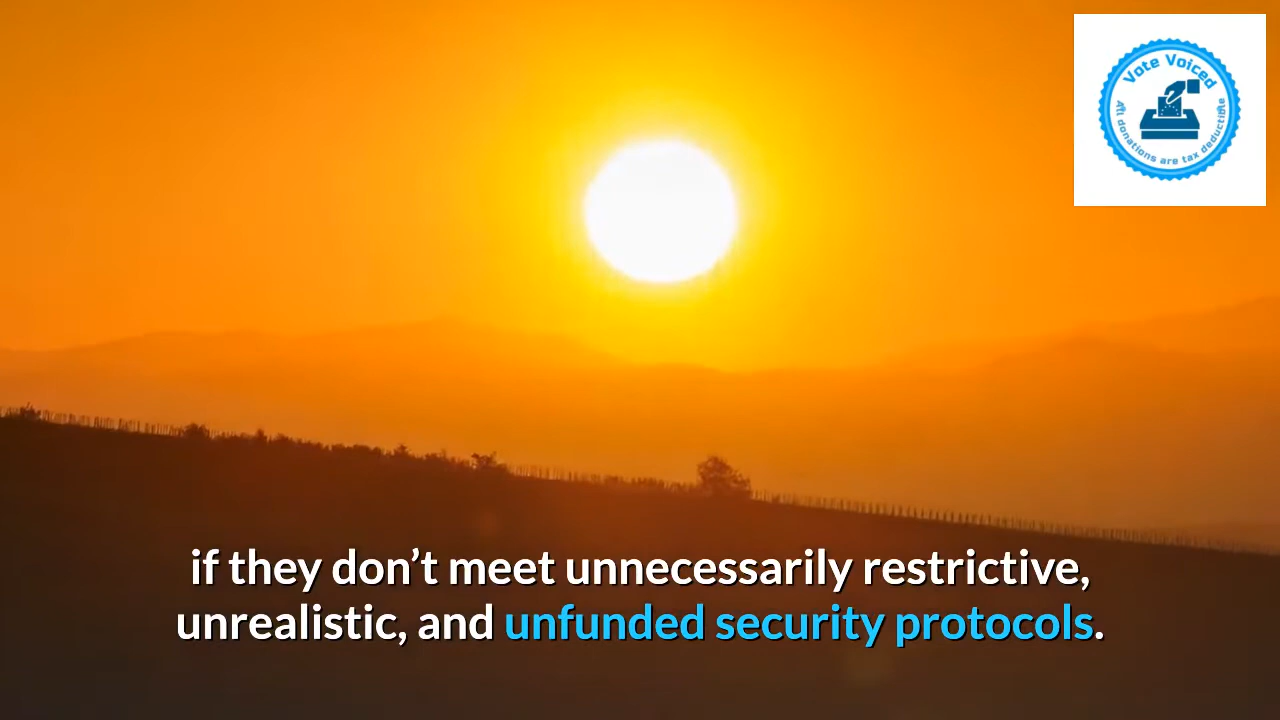 Vote Voiced
All donations are tax deductible
if they don’t meet unnecessarily restrictive,
unrealistic, and unfunded security protocols.